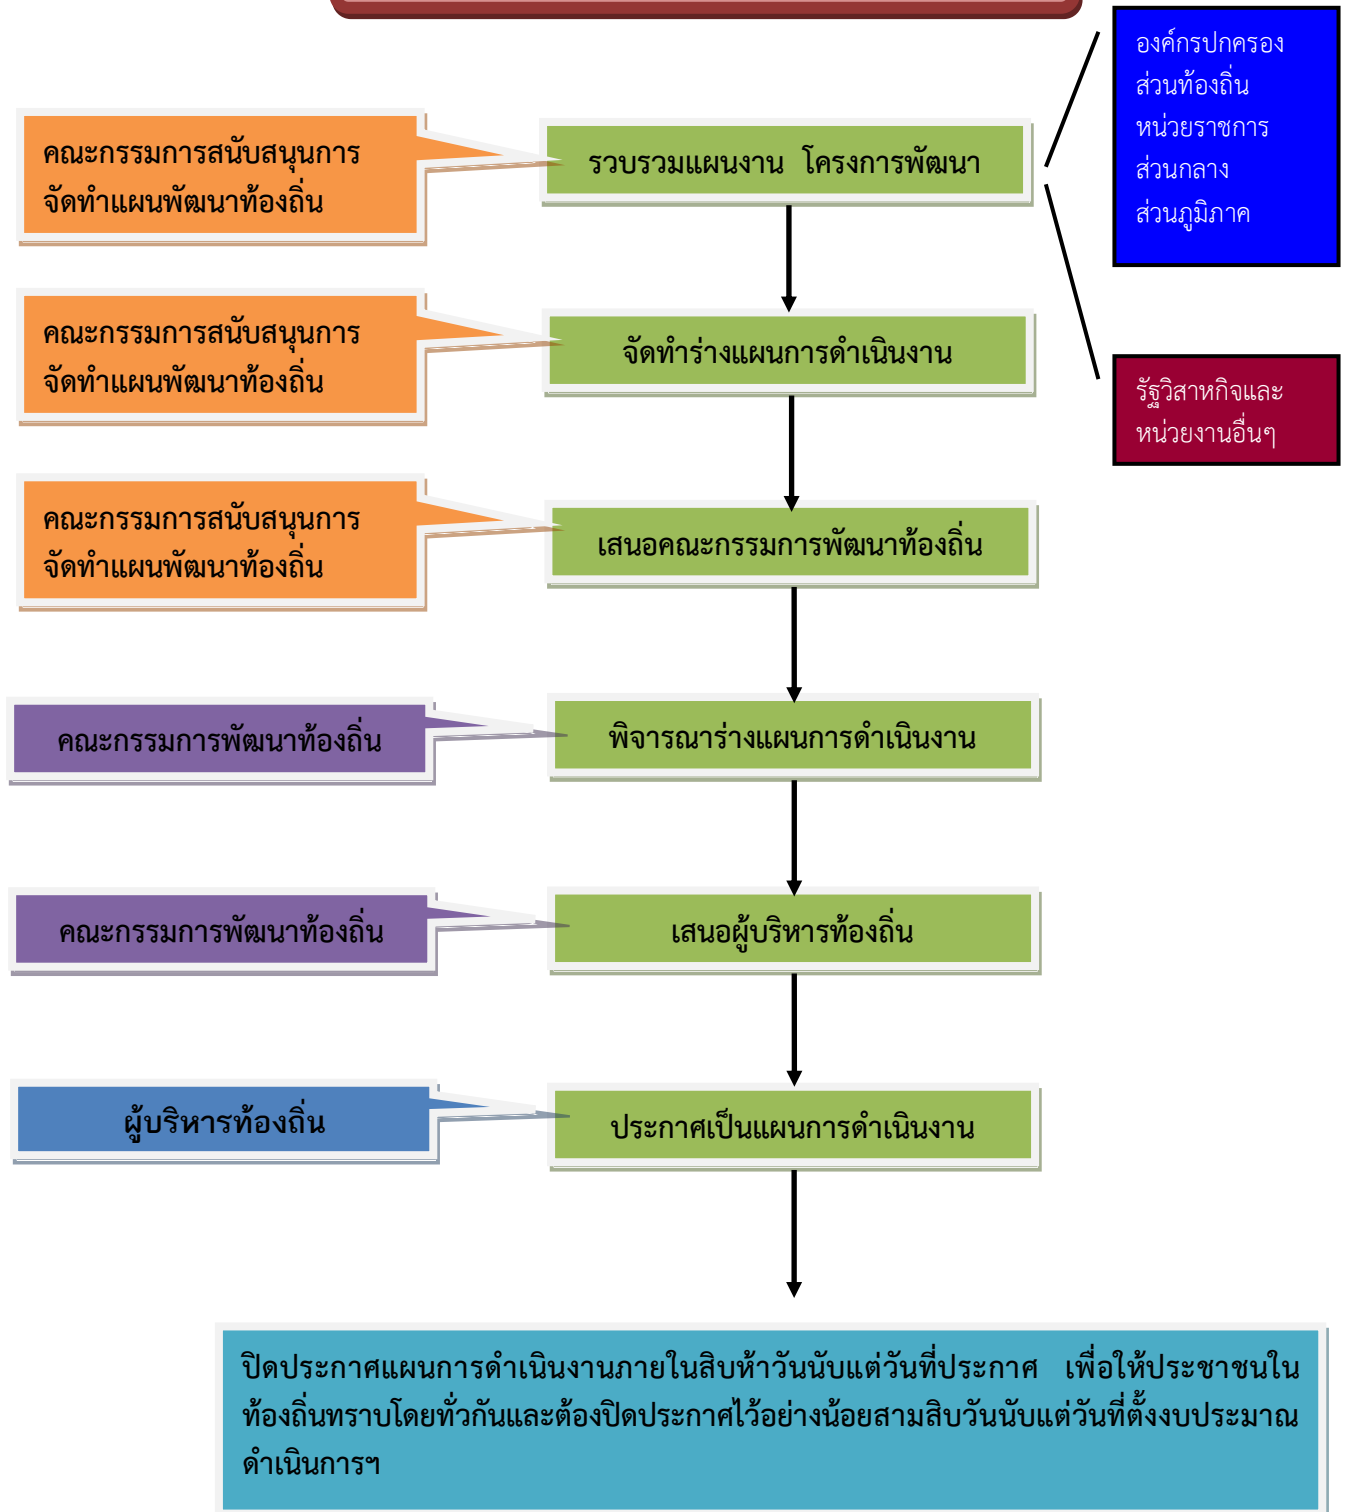 องค์กรปกครอง
ส่วนท้องถิ่น
หน่วยราชการ
ส่วนกลาง
ส่วนภูมิภาค
คณะกรรมการสนับสนุนการ
จัดทำแผนพัฒนาท้องถิ่น
รวบรวมแผนงาน โครงการพัฒนา
คณะกรรมการสนับสนุนการ
จัดทำแผนพัฒนาท้องถิ่น
จัดทำร่างแผนการดำเนินงาน
รัฐวิสาหกิจและ
หน่วยงานอื่นๆ
คณะกรรมการสนับสนุนการ
จัดทำแผนพัฒนาท้องถิ่น
เสนอคณะกรรมการพัฒนาท้องถิ่น
คณะกรรมการพัฒนาท้องถิ่น
พิจารณาร่างแผนการดำเนินงาน
คณะกรรมการพัฒนาท้องถิ่น
เสนอผู้บริหารท้องถิ่น
ผู้บริหารท้องถิ่น
ประกาศเป็นแผนการดำเนินงาน
ปิดประกาศแผนการดำเนินงานภายในสิบห้าวันนับแต่วันที่ประกาศ เพื่อให้ประชาชนใน
ท้องถิ่นทราบโดยทั่วกันและต้องปิดประกาศไว้อย่างน้อยสามสิบวันนับแต่วันที่ตั้งงบประมาณ
ดำเนินการฯ